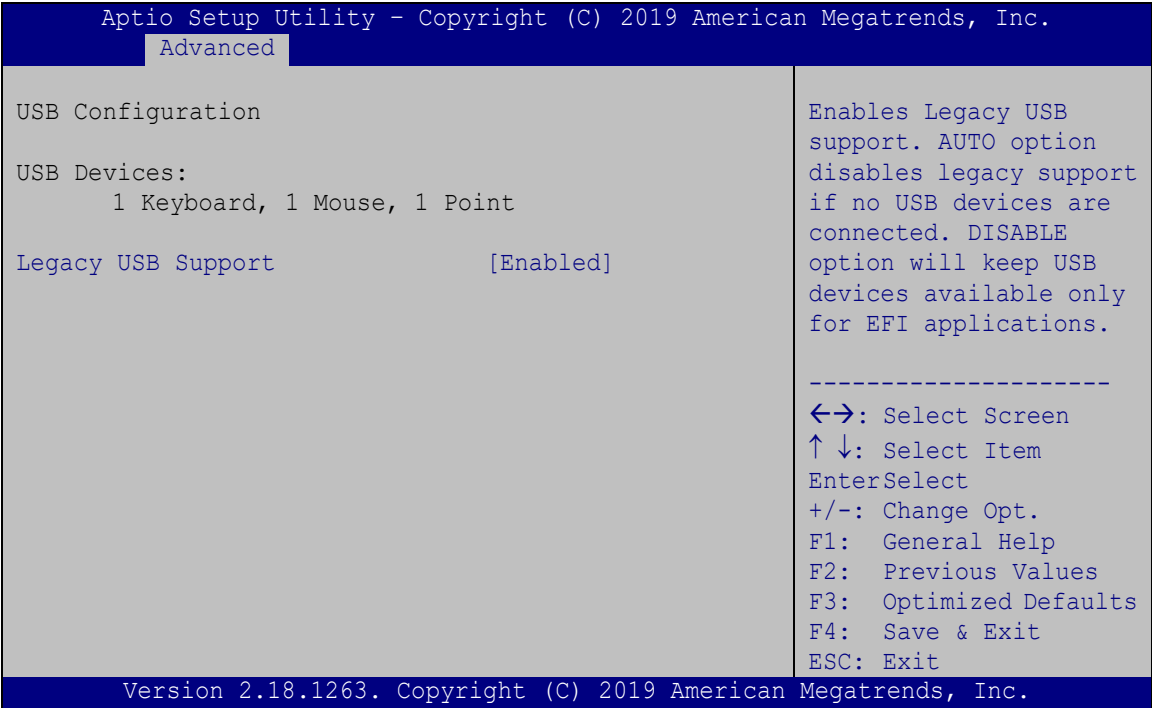 Aptio Setup Utility – Copyright (C) 2019 American Megatrends, Inc.
Advanced
USB Configuration
USB Devices:
1 Keyboard, 1 Mouse, 1 Point
Legacy USB Support [Enabled]
Enables Legacy USB
support. AUTO option
disables legacy support
if no USB devices are
connected. DISABLE
option will keep USB
devices available only
for EFI applications.
---------------------
←→: Select Screen
↑ ↓: Select Item
EnterSelect
+/-: Change Opt.
F1: General Help
F2: Previous Values
F3: Optimized Defaults
F4: Save & Exit
ESC: Exit
Version 2.18.1263. Copyright (C) 2019 American Megatrends, Inc.